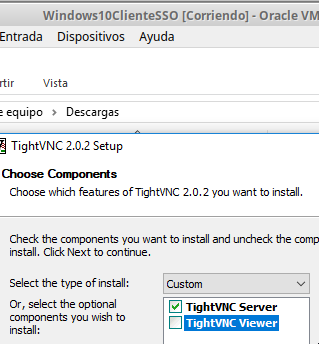 Windows10ClienteSSO [Corriendo] - Oracle VM
Entrada Dispositivos Ayuda
rtir Vista
e equipo > Descargas
TightVNC 2.0.2 Setup
Choose Components
Choose which features of TightVNC 2.0.2 you want to install.
Check the components you want to install and uncheck the comp
install. Click Next to continue.
Select the type of install: Custom
Or, select the optional
components you wish to
install:
TightVNC Server
TightVNC Viewer